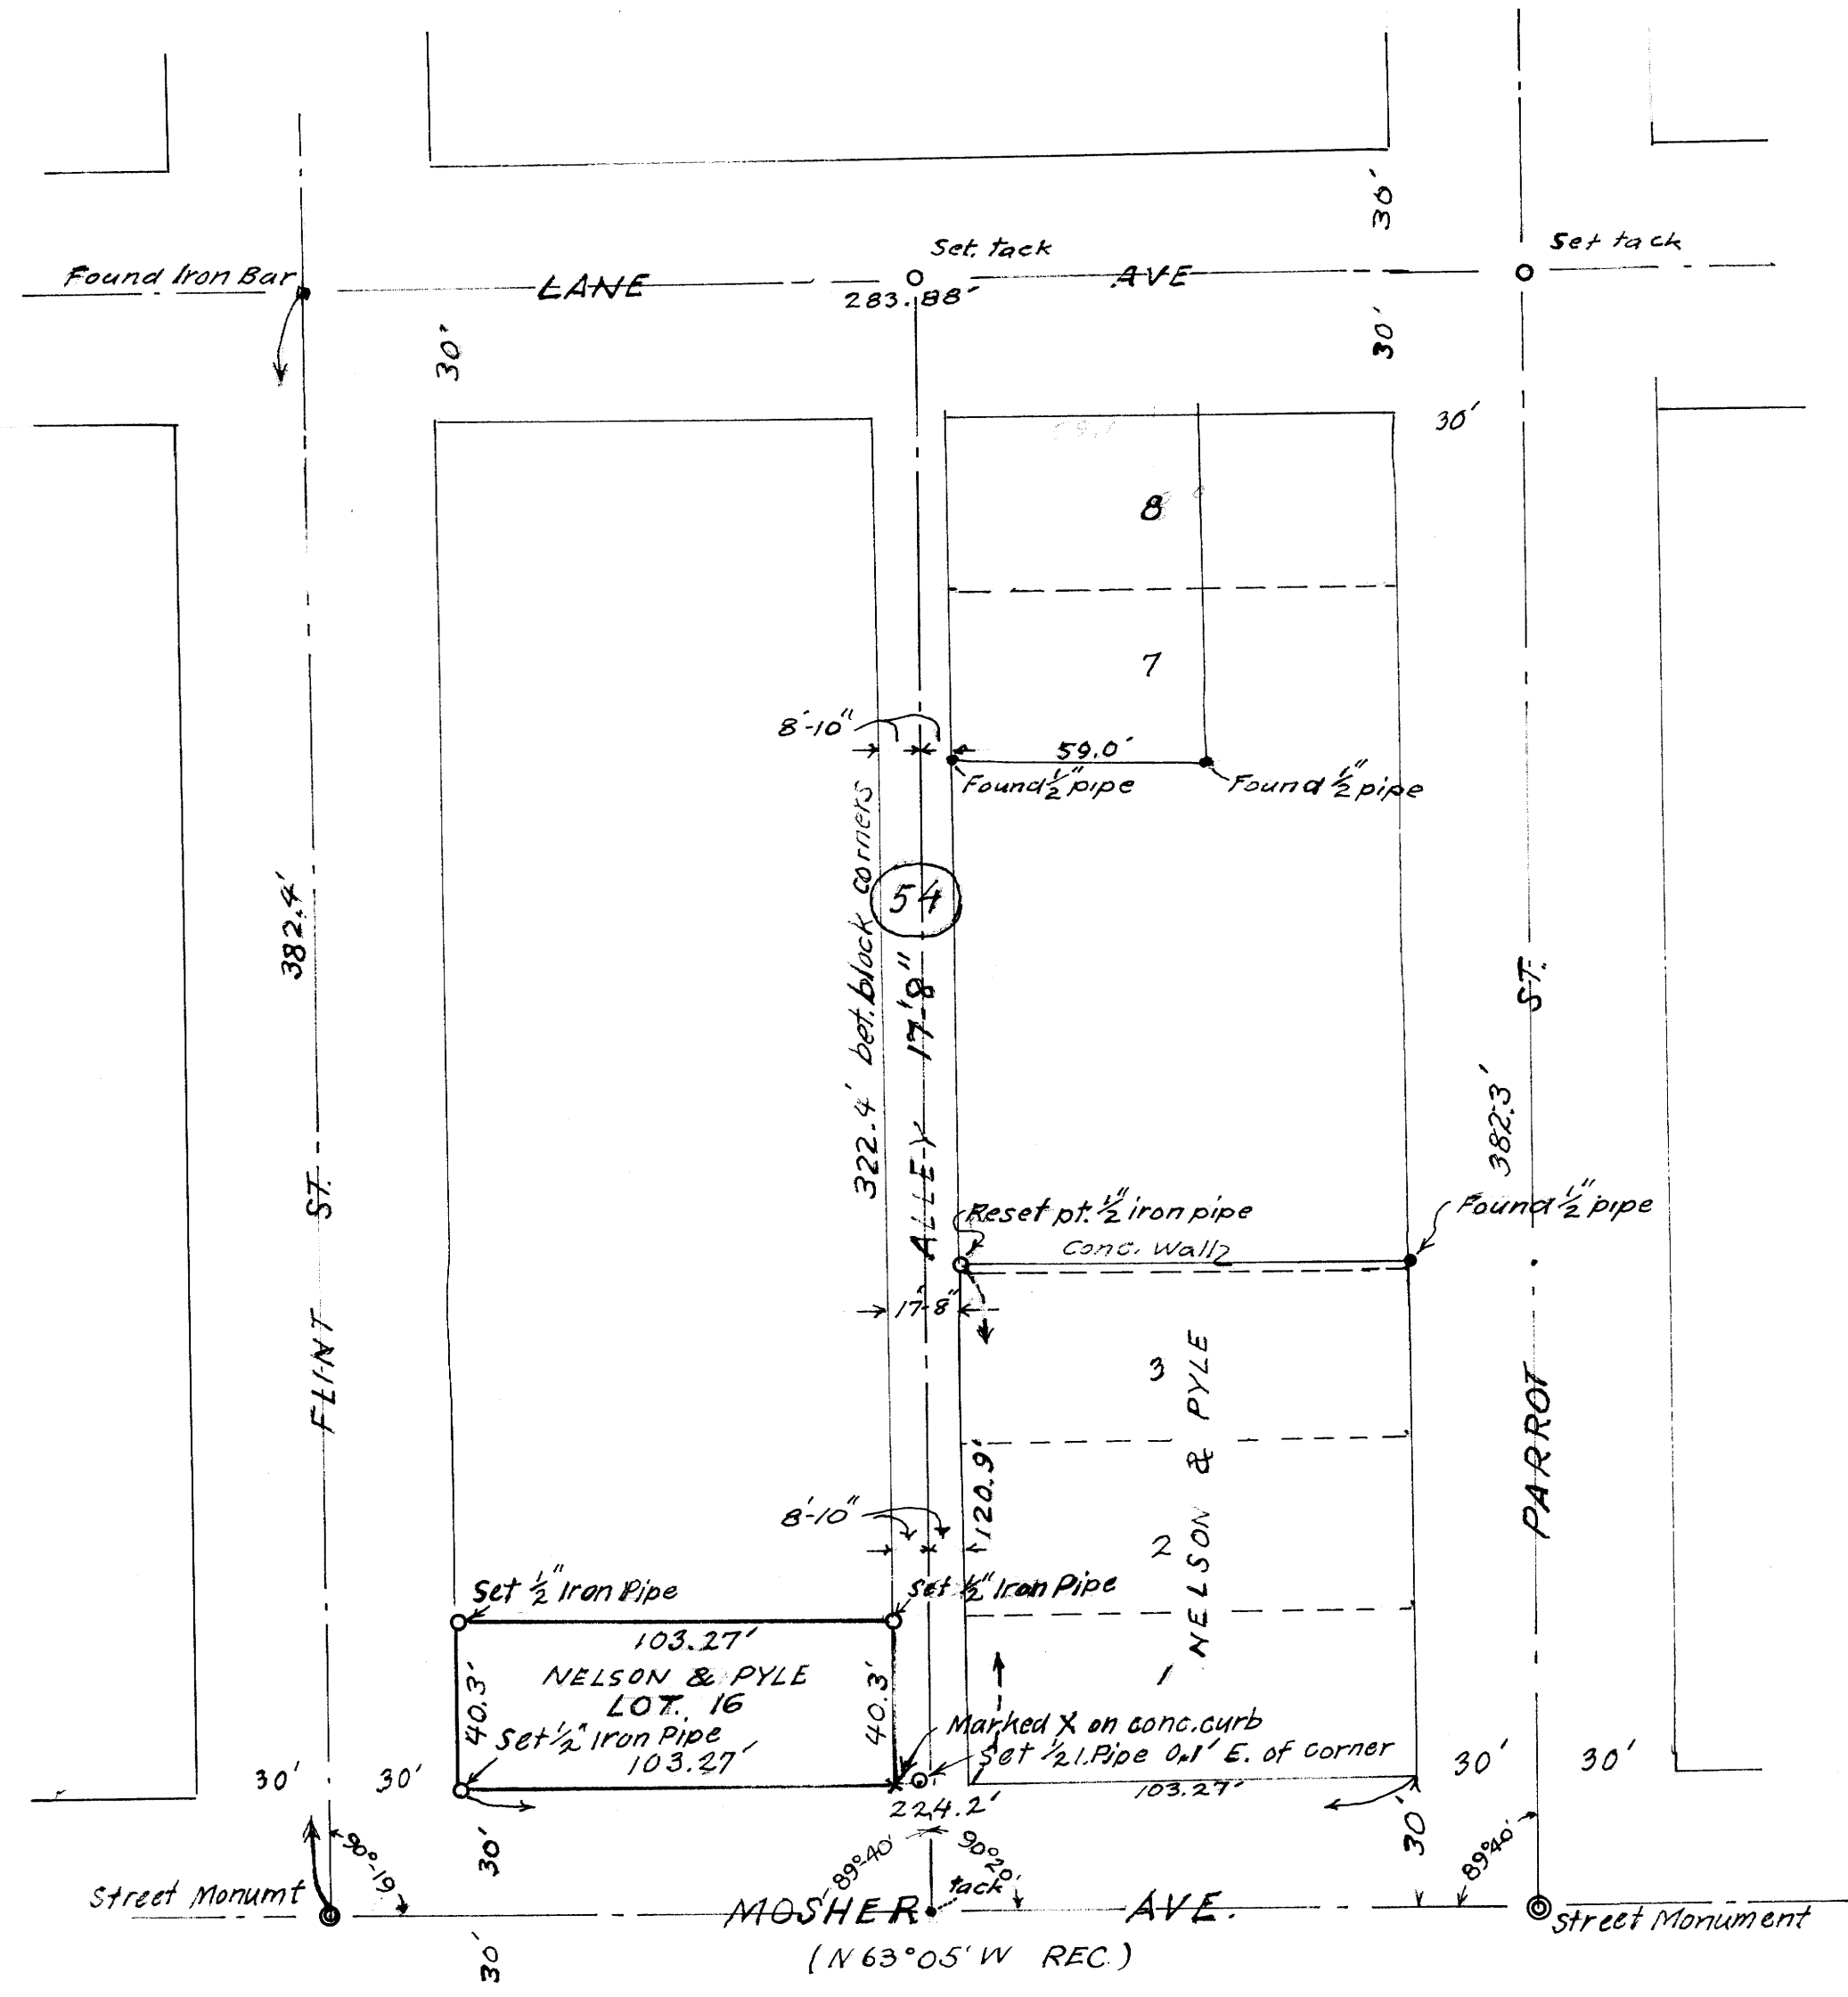 30'
Set. tack
Set tack
Found Iron Bar
LANE
AVE
283.88'
30'
30'
30'
8
7
8'-10"
59.0'
Found 1/2" pipe
Found 1/2" pipe
322.4' bet. block corners
54
382.4'
ALLEY 17'-8"
ST.
382.3'
Reset pt. 1/2" iron pipe
Found 1/2" pipe
Conc. Wall
17'-8"
FLINT ST.
3
NELSON & PYLE
PARROT
120.9'
8'-10"
2
Set 1/2" Iron Pipe
Set 1/2" Iron Pipe
103.27'
NELSON & PYLE
LOT. 16
40.3'
40.3'
1
Set 1/2" Iron Pipe
Marked X on conc. curb
Set 1/2 I. Pipe 0.1' E. of corner
103.27'
30'
30'
30'
30'
103.27'
224.2'
30'
30'
90°-19'
89°-40'
90°20'
89°40'
Street Monumt
tack
MOSHER AVE.
Street Monument
(N 63°05' W REC.)
30'